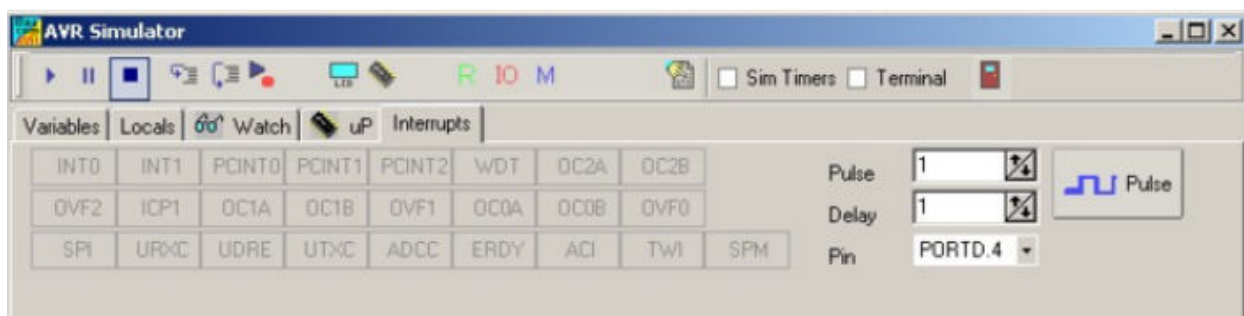 AVR Simulator
LCD R IO M Sim Timers Terminal
Variables Locals Watch uP Interrupts
INT0 INT1 PCINT0 PCINT1 PCINT2 WDT OC2A OC2B Pulse 1 Pulse
OVF2 ICP1 OC1A OC1B OVF1 OC0A OC0B OVF0 Delay 1
SPI URXC UDRE UTXC ADCC ERDY ACI TWI SPM Pin PORTD.4